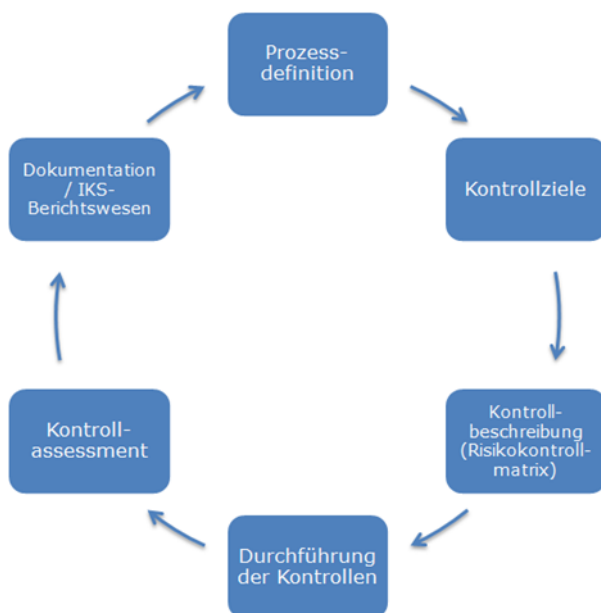 Prozess-
definition
Kontrollziele
Kontroll-
beschreibung
(Risikokontroll-
matrix)
Durchführung
der Kontrollen
Kontroll-
assessment
Dokumentation
/ IKS-
Berichtswesen